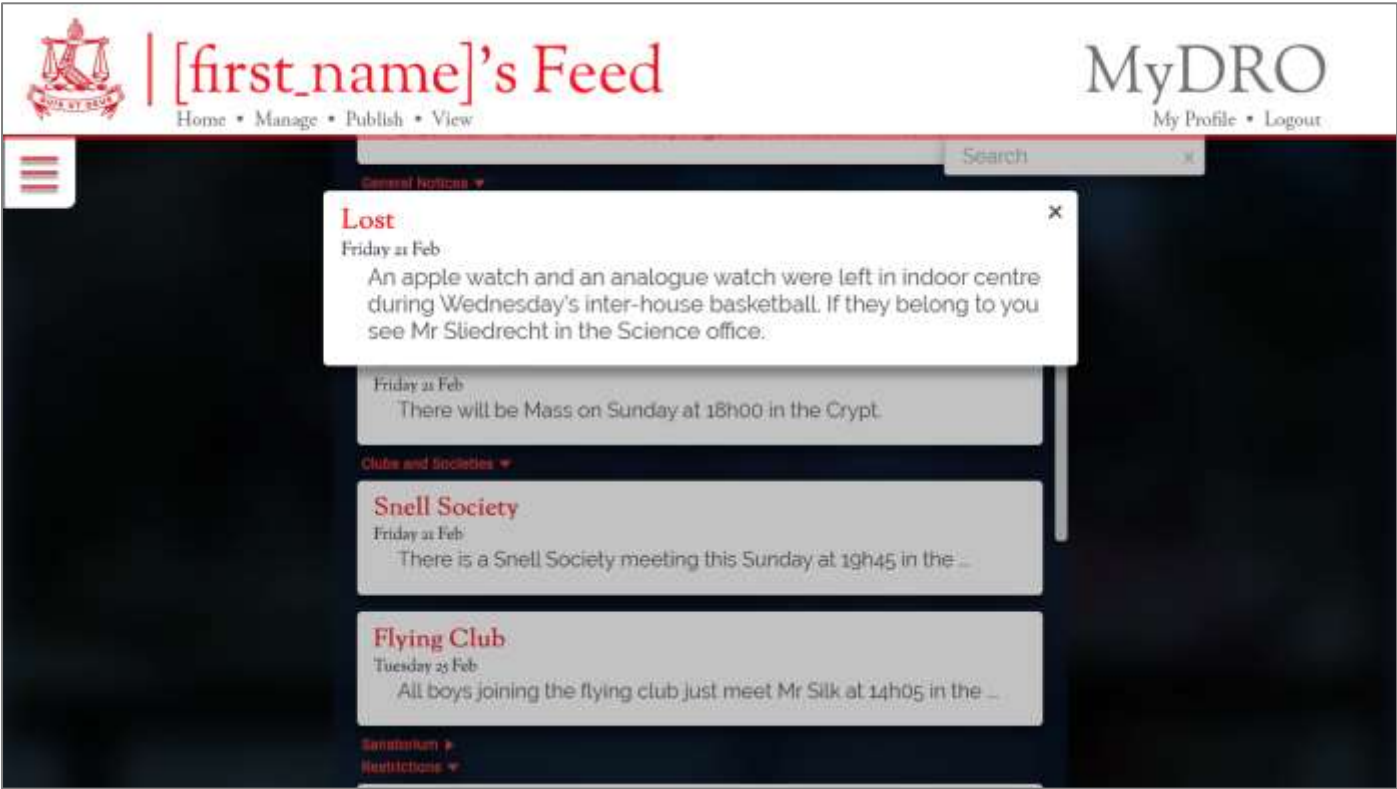 [first_name]'s Feed
MyDRO
Home • Manage • Publish • View
My Profile • Logout
Search ×
General Notices ▼
Lost ×
Friday 21 Feb
An apple watch and an analogue watch were left in indoor centre
during Wednesday's inter-house basketball. If they belong to you
see Mr Sliedrecht in the Science office.
Friday 21 Feb
There will be Mass on Sunday at 18h00 in the Crypt.
Clubs and Societies ▼
Snell Society
Friday 21 Feb
There is a Snell Society meeting this Sunday at 19h45 in the ...
Flying Club
Tuesday 25 Feb
All boys joining the flying club just meet Mr Silk at 14h05 in the ...
Sanatorium ▶
Restrictions ▼